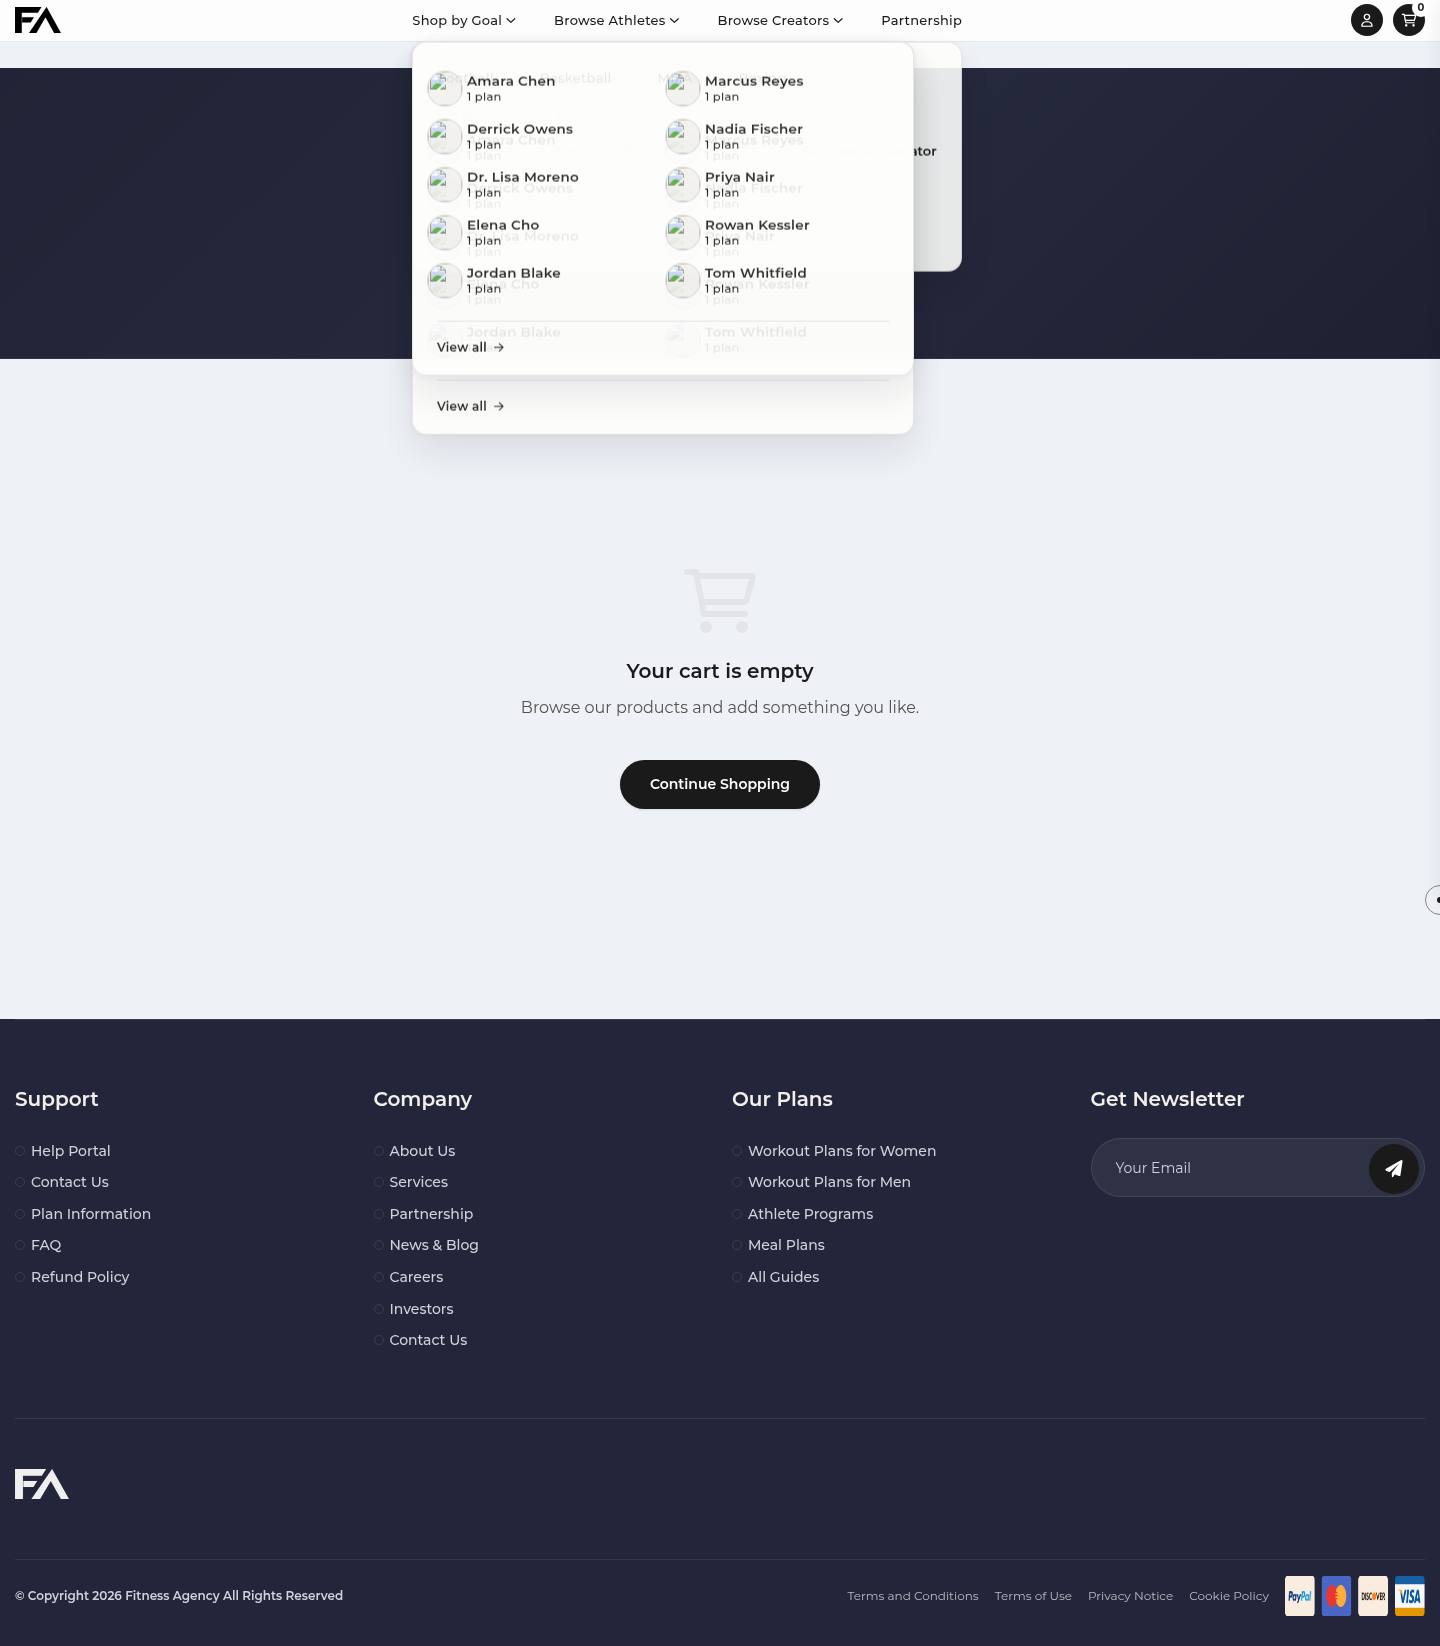 FA
Shop by Goal
Browse Athletes
Browse Creators
Partnership
0
Amara Chen
1 plan
Marcus Reyes
1 plan
Derrick Owens
1 plan
Nadia Fischer
1 plan
Dr. Lisa Moreno
1 plan
Priya Nair
1 plan
Elena Cho
1 plan
Rowan Kessler
1 plan
Jordan Blake
1 plan
Tom Whitfield
1 plan
View all
Jordan Blake
Tom Whitfield
1 plan
View all
Your cart is empty
Browse our products and add something you like.
Continue Shopping
Support
Help Portal
Contact Us
Plan Information
FAQ
Refund Policy
Company
About Us
Services
Partnership
News & Blog
Careers
Investors
Contact Us
Our Plans
Workout Plans for Women
Workout Plans for Men
Athlete Programs
Meal Plans
All Guides
Get Newsletter
Your Email
FA
© Copyright 2026 Fitness Agency All Rights Reserved
Terms and Conditions
Terms of Use
Privacy Notice
Cookie Policy
PayPal
DISCOVER
VISA